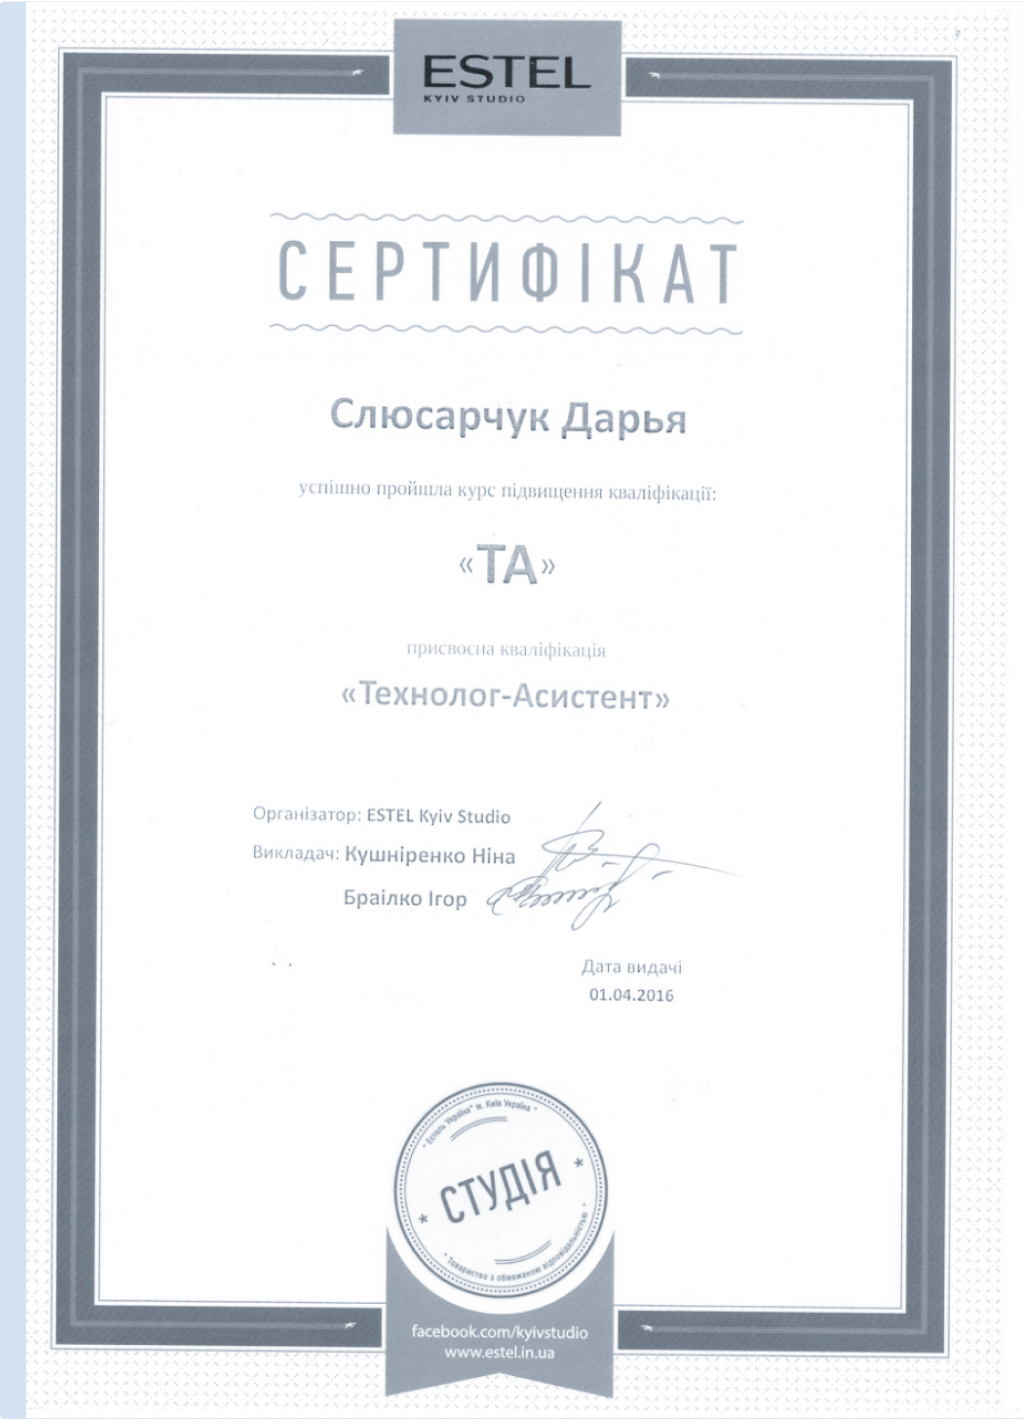 ESTEL
KYIV STUDIO
СЕРТИФІКАТ
Слюсарчук Дарья
успішно пройшла курс підвищення кваліфікації:
«ТА»
присвоєна кваліфікація
«Технолог-Асистент»
Організатор: ESTEL Kyiv Studio
Викладач: Кушніренко Ніна
Браілко Ігор
Дата видачі
01.04.2016
"Естель Україна" м. Київ Україна
СТУДІЯ
Товариство з обмеженою відповідальністю
facebook.com/kyivstudio
www.estel.in.ua